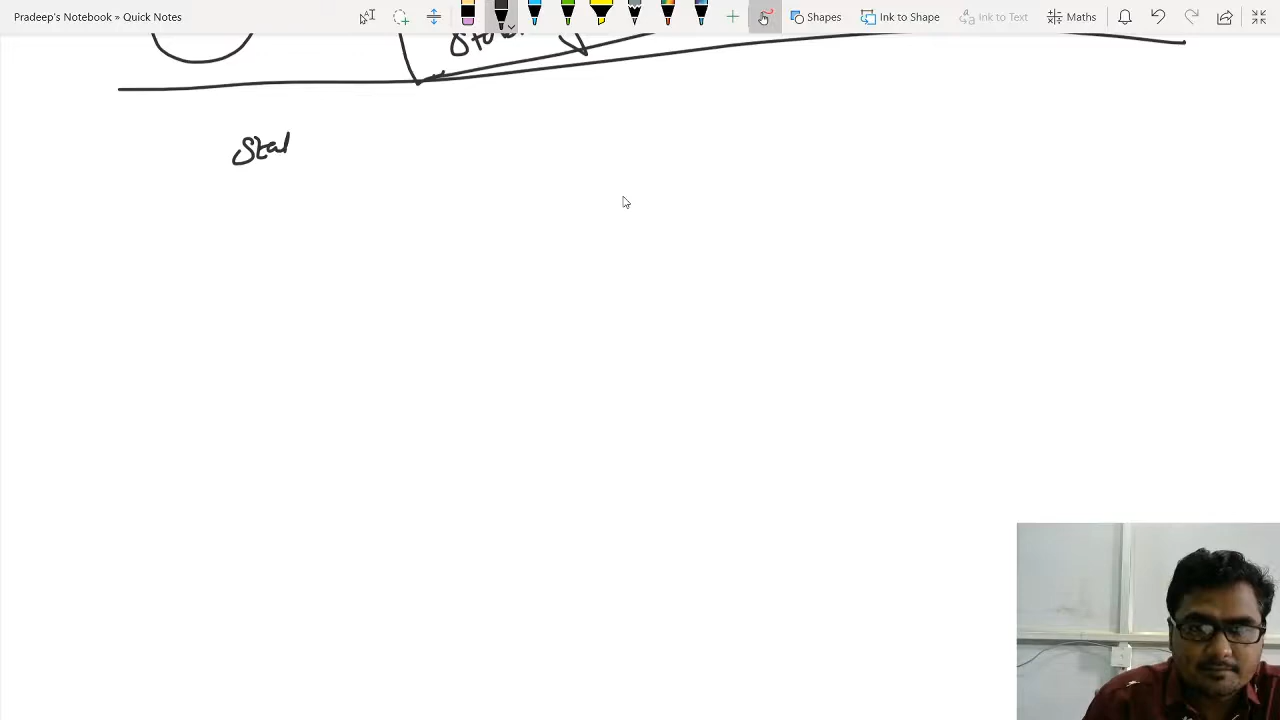 Pradeep's Notebook » Quick Notes
Shapes
Ink to Shape
Ink to Text
Maths
Stal